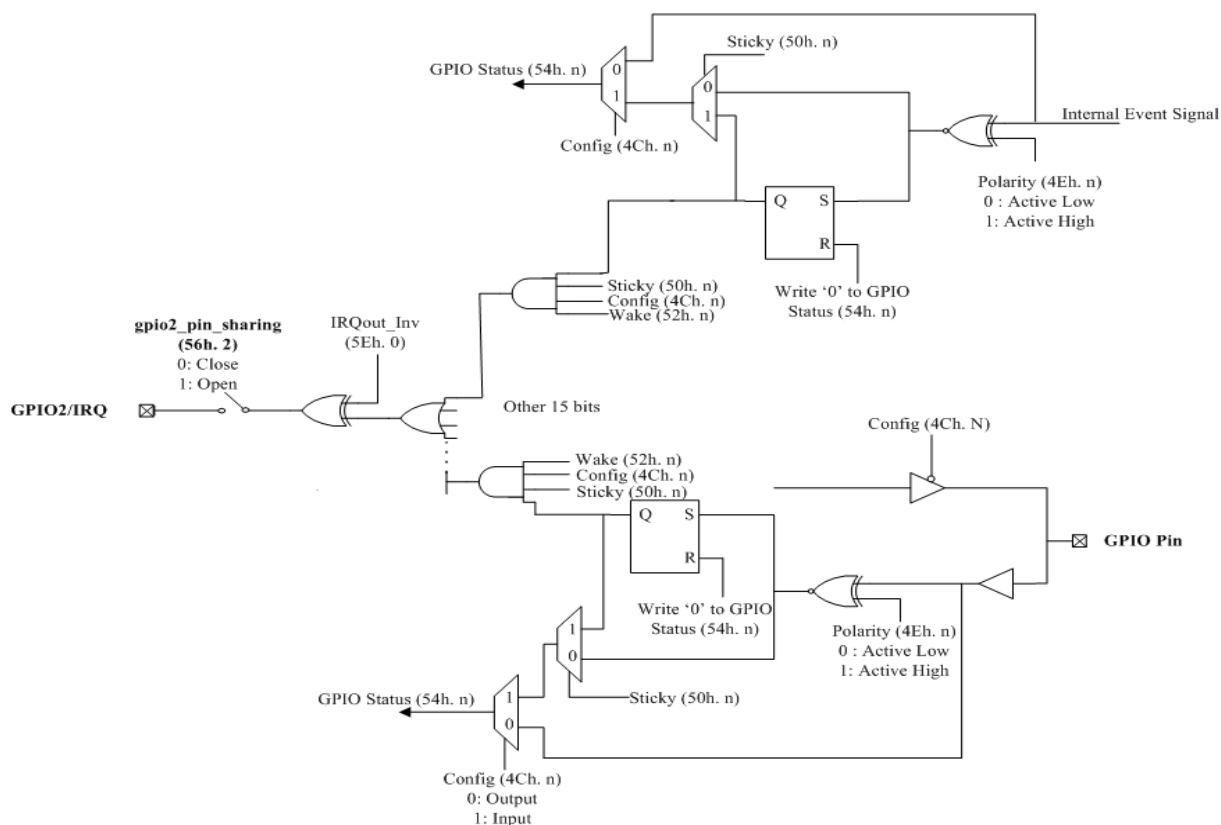 Sticky (50h. n)
GPIO Status (54h. n)
0
1
0
1
Internal Event Signal
Config (4Ch. n)
Polarity (4Eh. n)
0 : Active Low
1: Active High
Q
S
R
Write ‘0’ to GPIO
Status (54h. n)
Sticky (50h. n)
Config (4Ch. n)
Wake (52h. n)
gpio2_pin_sharing
(56h. 2)
0: Close
1: Open
IRQout_Inv
(5Eh. 0)
GPIO2/IRQ
Other 15 bits
Config (4Ch. N)
Wake (52h. n)
Config (4Ch. n)
Sticky (50h. n)
Q
S
R
GPIO Pin
Write ‘0’ to GPIO
Status (54h. n)
Polarity (4Eh. n)
0 : Active Low
1: Active High
1
0
Sticky (50h. n)
GPIO Status (54h. n)
1
0
Config (4Ch. n)
0: Output
1: Input